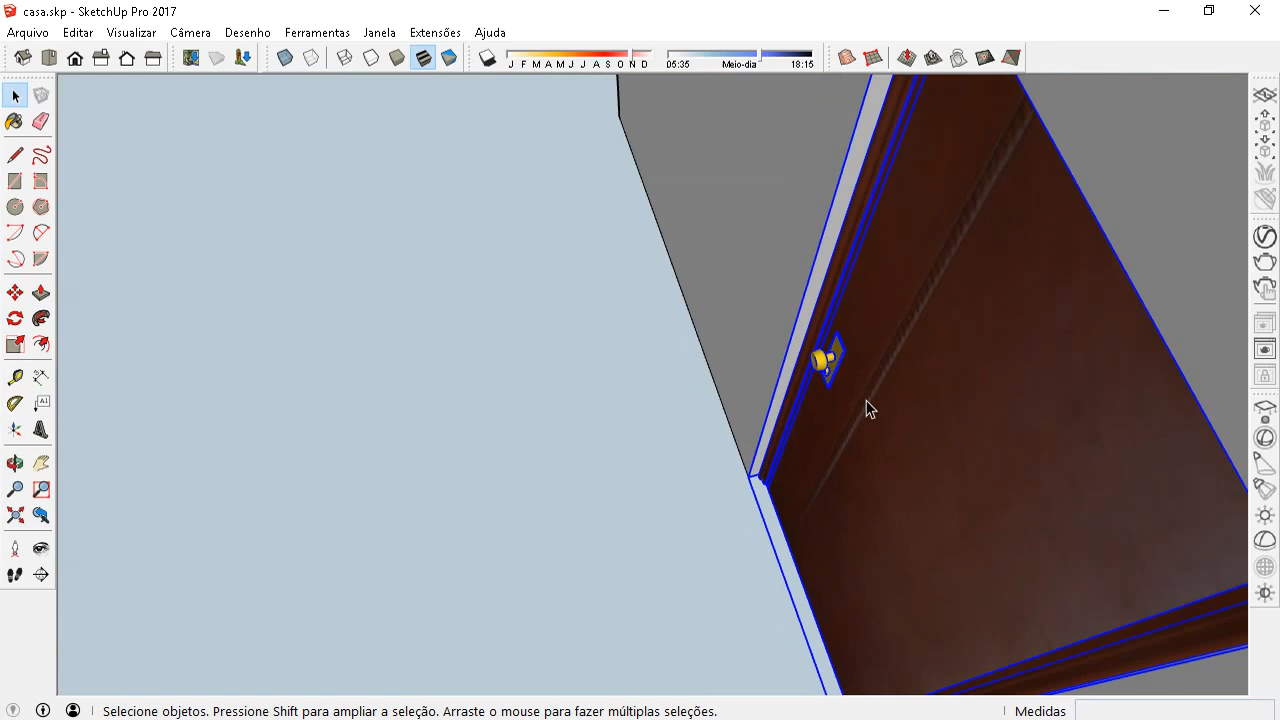 casa.skp - SketchUp Pro 2017
Arquivo Editar Visualizar Câmera Desenho Ferramentas Janela Extensões Ajuda
J F M A M J J A S O N D 05:35 Meio-dia 18:15
A1
Selecione objetos. Pressione Shift para ampliar a seleção. Arraste o mouse para fazer múltiplas seleções. Medidas